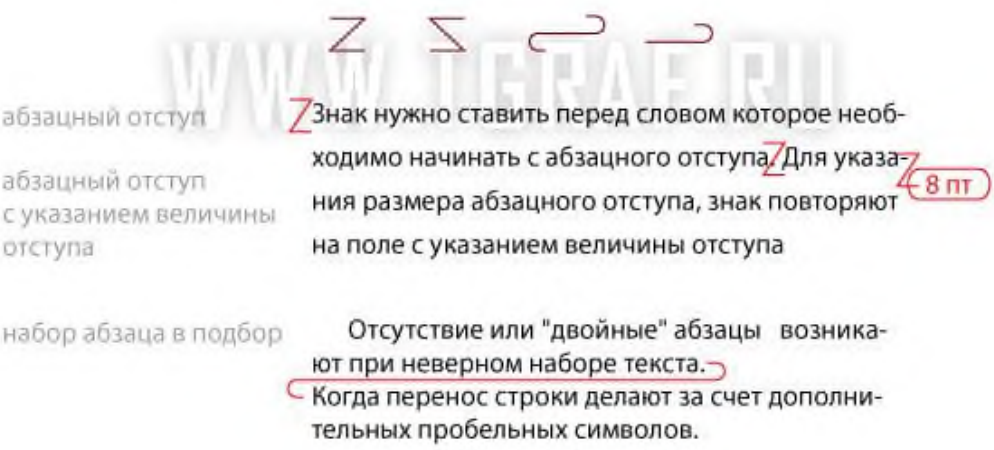 WWW.TGRAF.RU
абзацный отступ
Знак нужно ставить перед словом которое необ-
ходимо начинать с абзацного отступа. Для указа-
ния размера абзацного отступа, знак повторяют
на поле с указанием величины отступа
абзацный отступ
с указанием величины
отступа
8 пт
набор абзаца в подбор
Отсутствие или "двойные" абзацы возника-
ют при неверном наборе текста.
Когда перенос строки делают за счет дополни-
тельных пробельных символов.